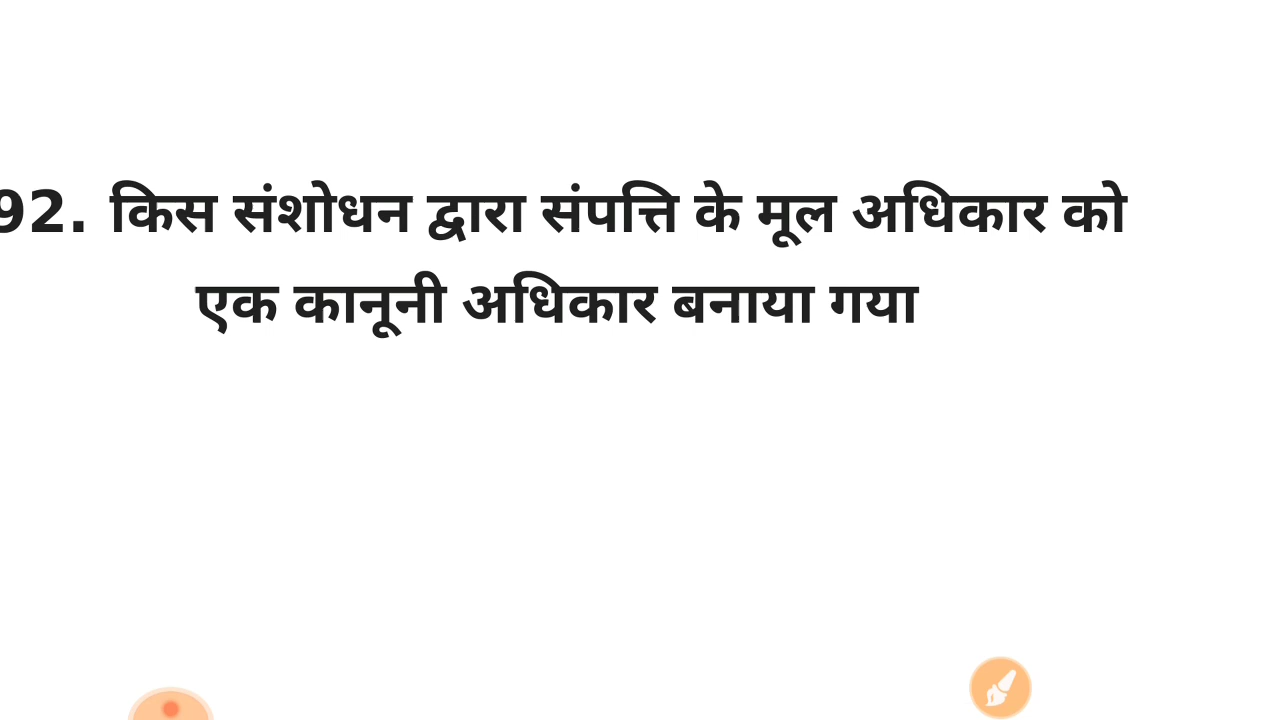 92. किस संशोधन द्वारा संपत्ति के मूल अधिकार को
एक कानूनी अधिकार बनाया गया